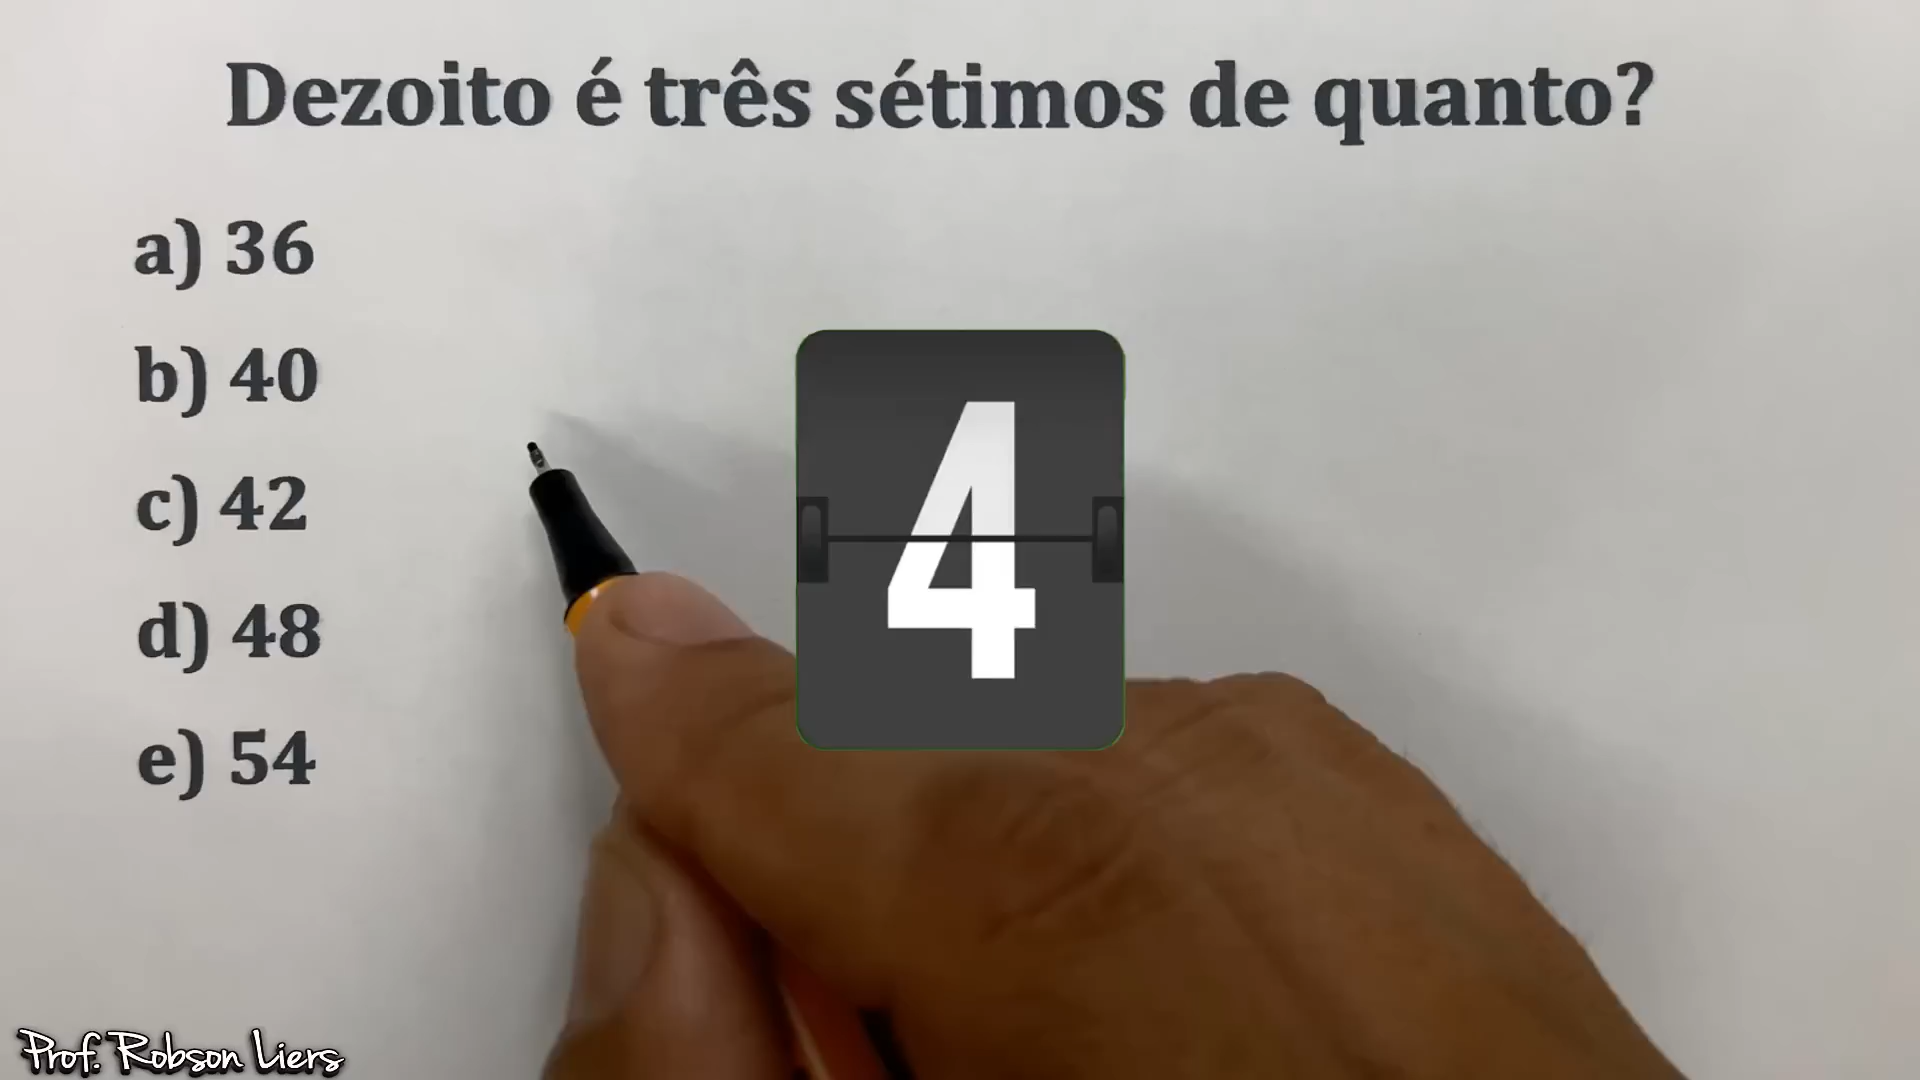 Dezoito é três sétimos de quanto?
a) 36
b) 40
c) 42
d) 48
e) 54
4
Prof. Robson Liers